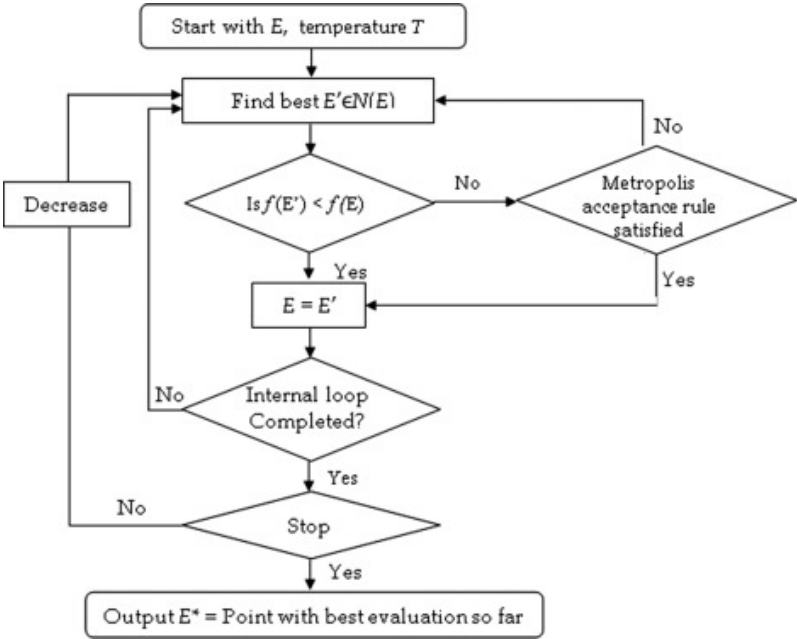 Start with E, temperature T
Find best E'∈N(E)
No
Decrease
Is f(E') < f(E)
No
Metropolis
acceptance rule
satisfied
Yes
Yes
E = E'
No
Internal loop
Completed?
Yes
No
Stop
Yes
Output E* = Point with best evaluation so far